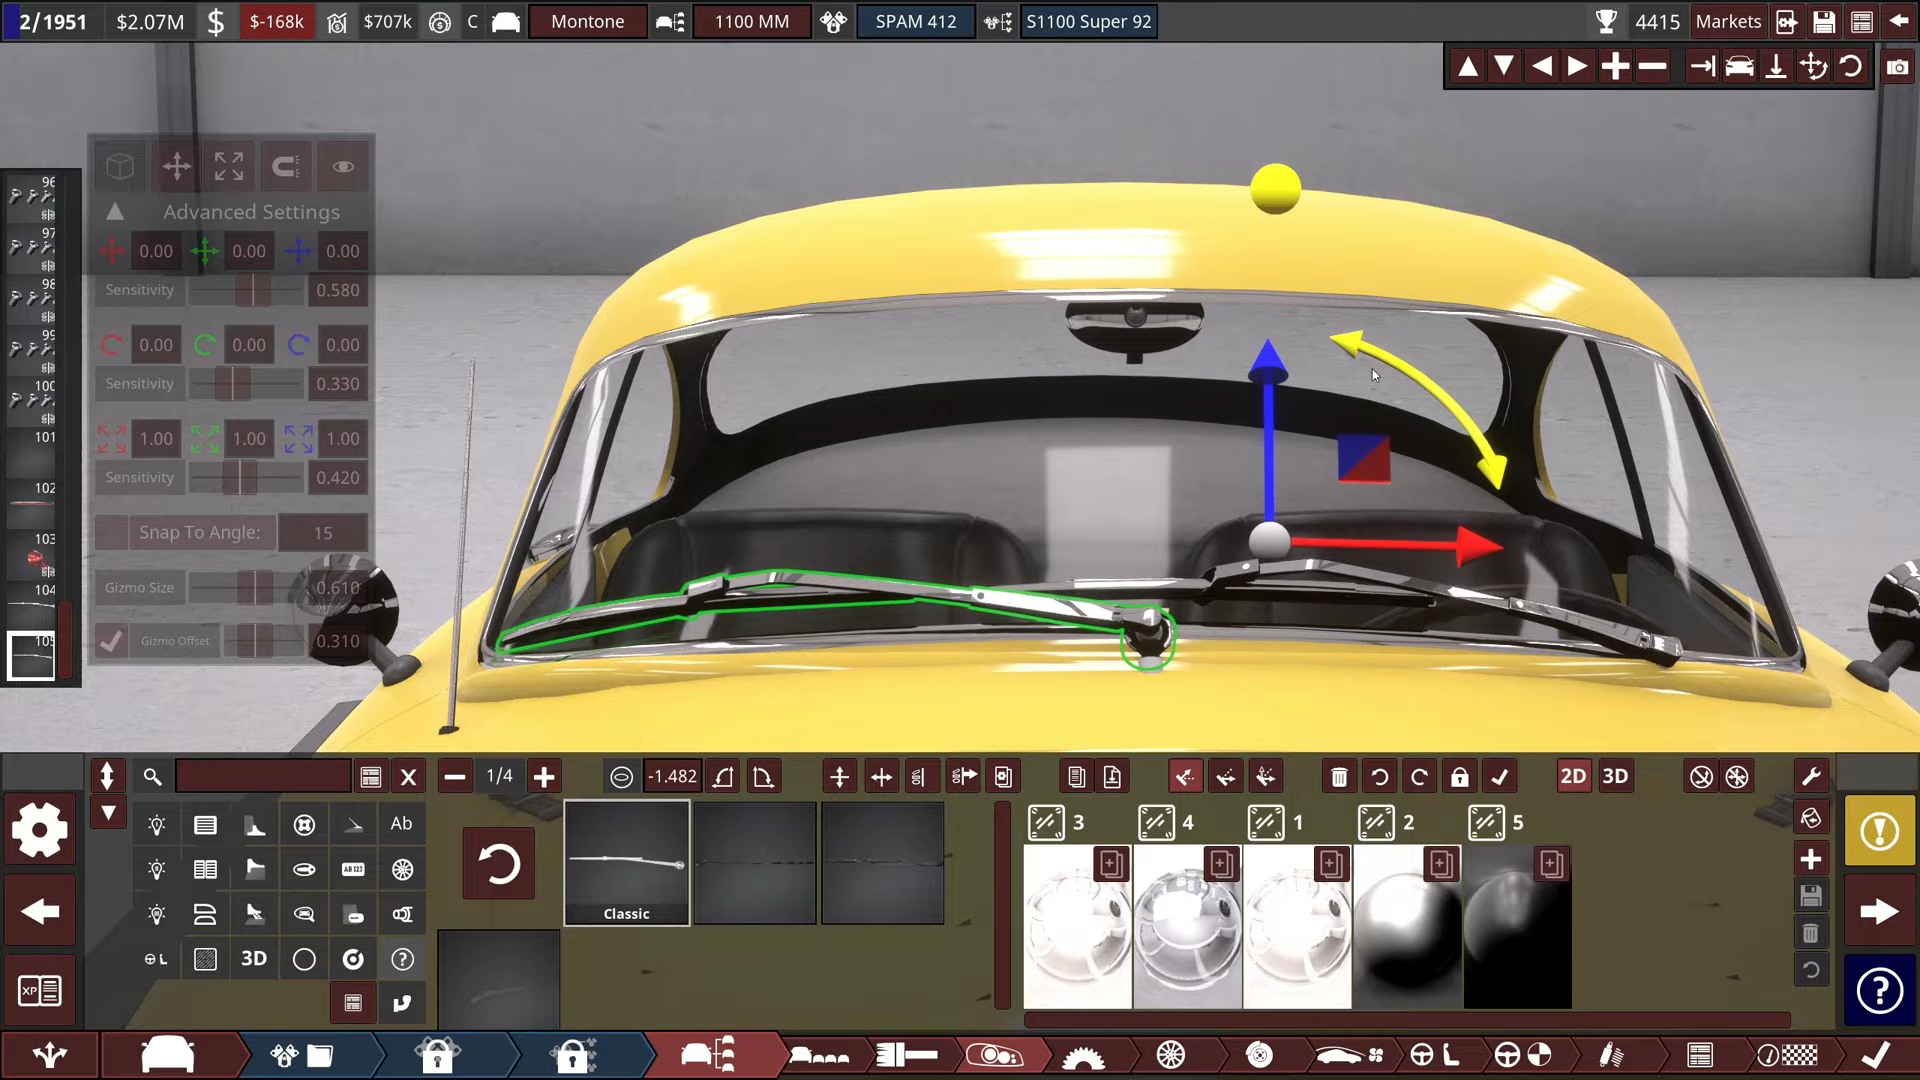 2/1951 $2.07M $-168k $707k C Montone 1100 MM SPAM 412 S1100 Super 92 4415 Markets
Advanced Settings
0.00 0.00 0.00
Sensitivity 0.580
0.00 0.00 0.00
Sensitivity 0.330
1.00 1.00 1.00
Sensitivity 0.420
Snap To Angle: 15
Gizmo Size 0.610
Gizmo Offset 0.310
96
97
98
99
100
101
102
103
104
105
1/4 -1.482 2D 3D
Ab
AB 123
3D
Classic
3 4 1 2 5
XP